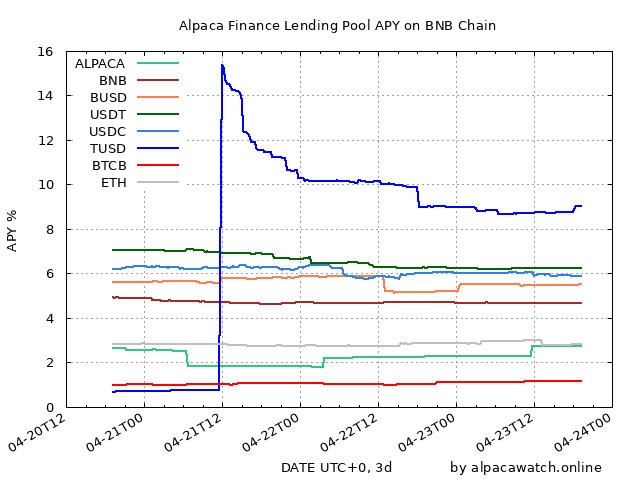 Alpaca Finance Lending Pool APY on BNB Chain
16
14
12
10
8
6
4
2
0
APY %
ALPACA
BNB
BUSD
USDT
USDC
TUSD
BTCB
ETH
04-20T12
04-21T00
04-21T12
04-22T00
04-22T12
04-23T00
04-23T12
04-24T00
DATE UTC+0, 3d
by alpacawatch.online